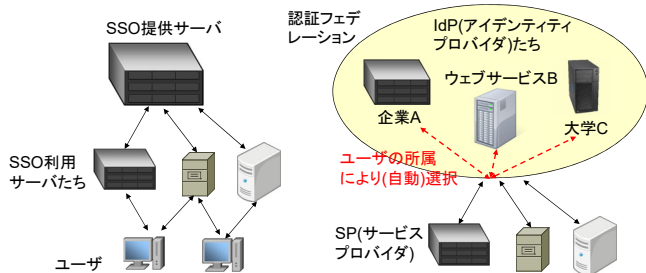 SSO提供サーバ
SSO利用
サーバたち
ユーザ
認証フェデ
レーション
IdP(アイデンティティ
プロバイダ)たち
ウェブサービスB
企業A
大学C
ユーザの所属
により(自動)選択
SP(サービス
プロバイダ)